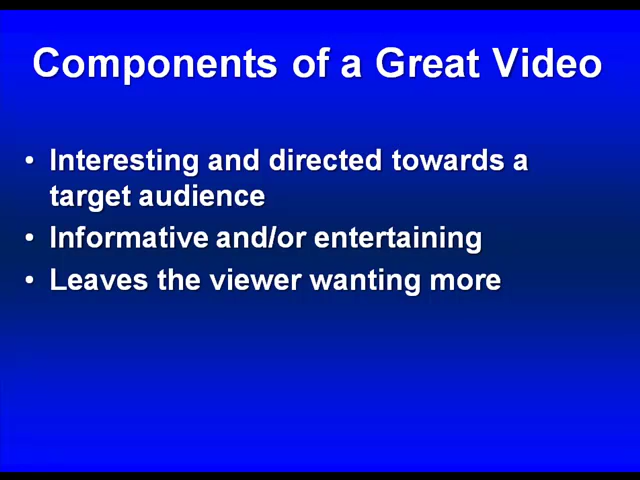 Components of a Great Video
• Interesting and directed towards a
target audience
• Informative and/or entertaining
• Leaves the viewer wanting more